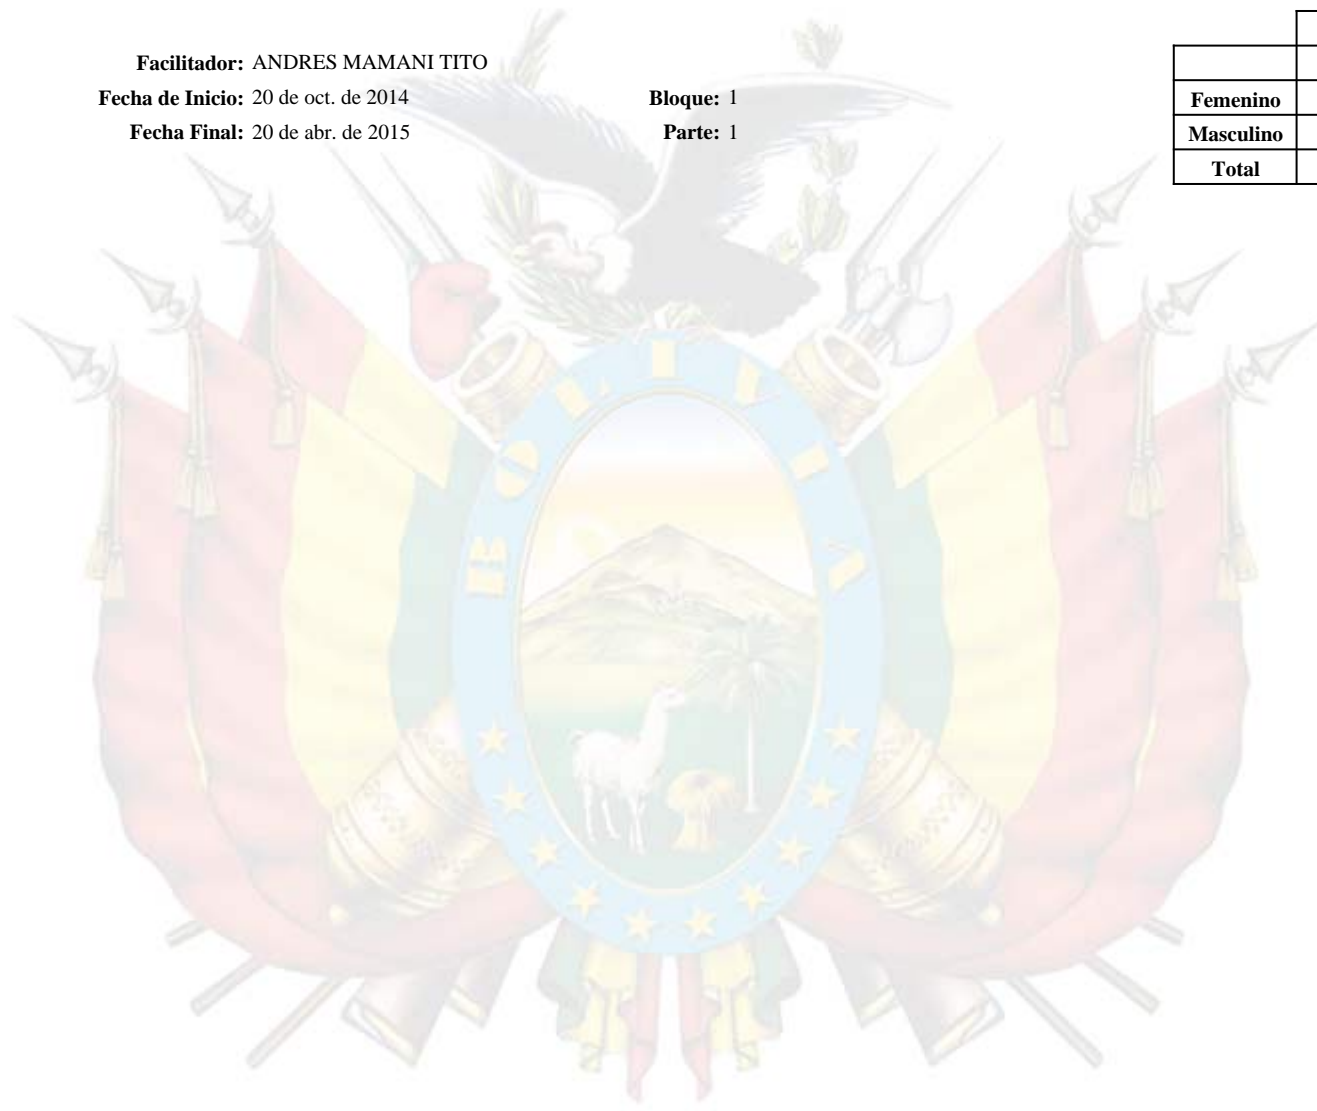 Facilitador: ANDRES MAMANI TITO
Fecha de Inicio: 20 de oct. de 2014 Bloque: 1
Fecha Final: 20 de abr. de 2015 Parte: 1
Femenino
Masculino
Total
BOLIVIA